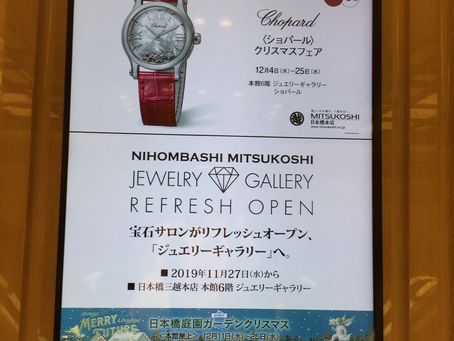 Chopard
〈ショパール〉
クリスマスフェア
12月4日(水)~25日(水)
本館6階 ジュエリーギャラリー
ショパール
MITSUKOSHI
日本橋本店
NIHOMBASHI MITSUKOSHI
JEWELRY GALLERY
REFRESH OPEN
宝石サロンがリフレッシュオープン、
「ジュエリーギャラリー」へ。
■2019年11月27日(水)から
■日本橋三越本店 本館6階 ジュエリーギャラリー
MERRY
FUTURE
日本橋庭園ガーデンクリスマス